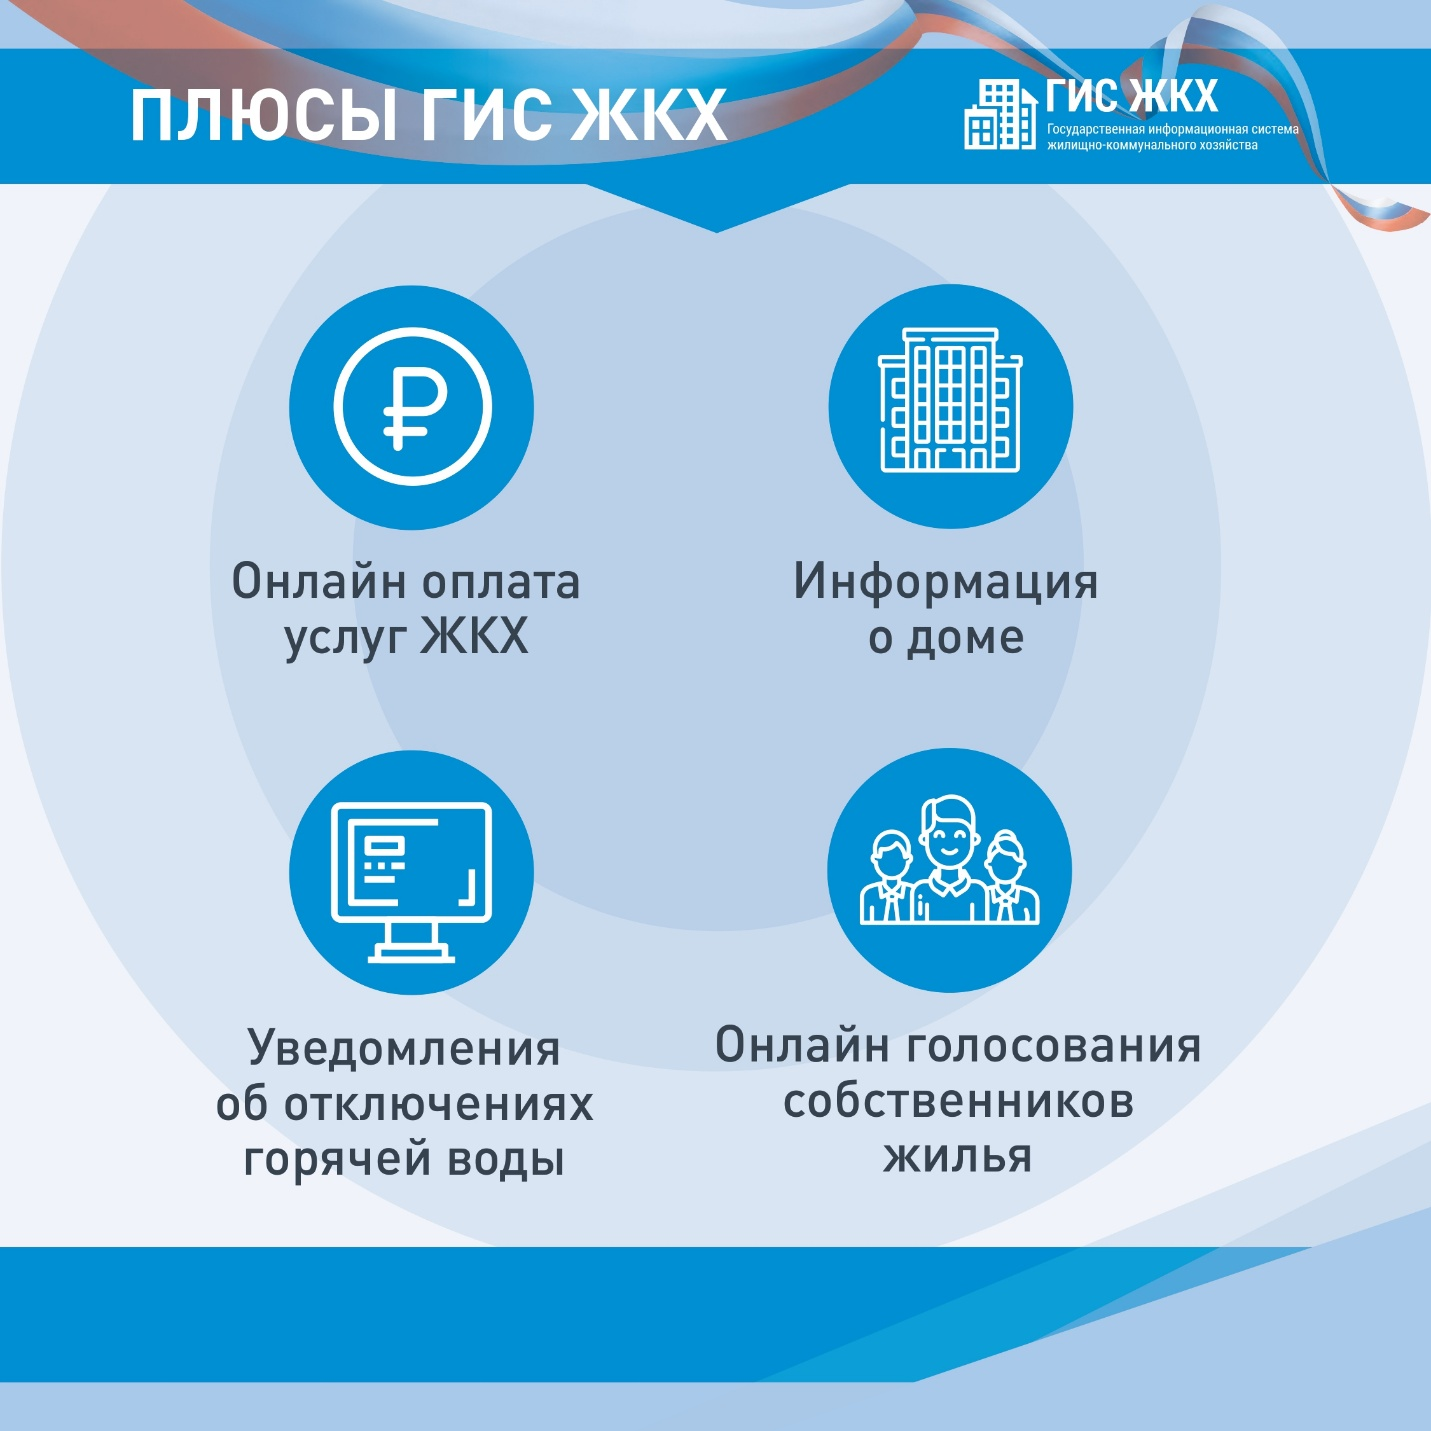 ПЛЮСЫ ГИС ЖКХ
ГИС ЖКХ
Государственная информационная система
жилищно-коммунального хозяйства
Онлайн оплата
услуг ЖКХ
Информация
о доме
Уведомления
об отключениях
горячей воды
Онлайн голосования
собственников
жилья